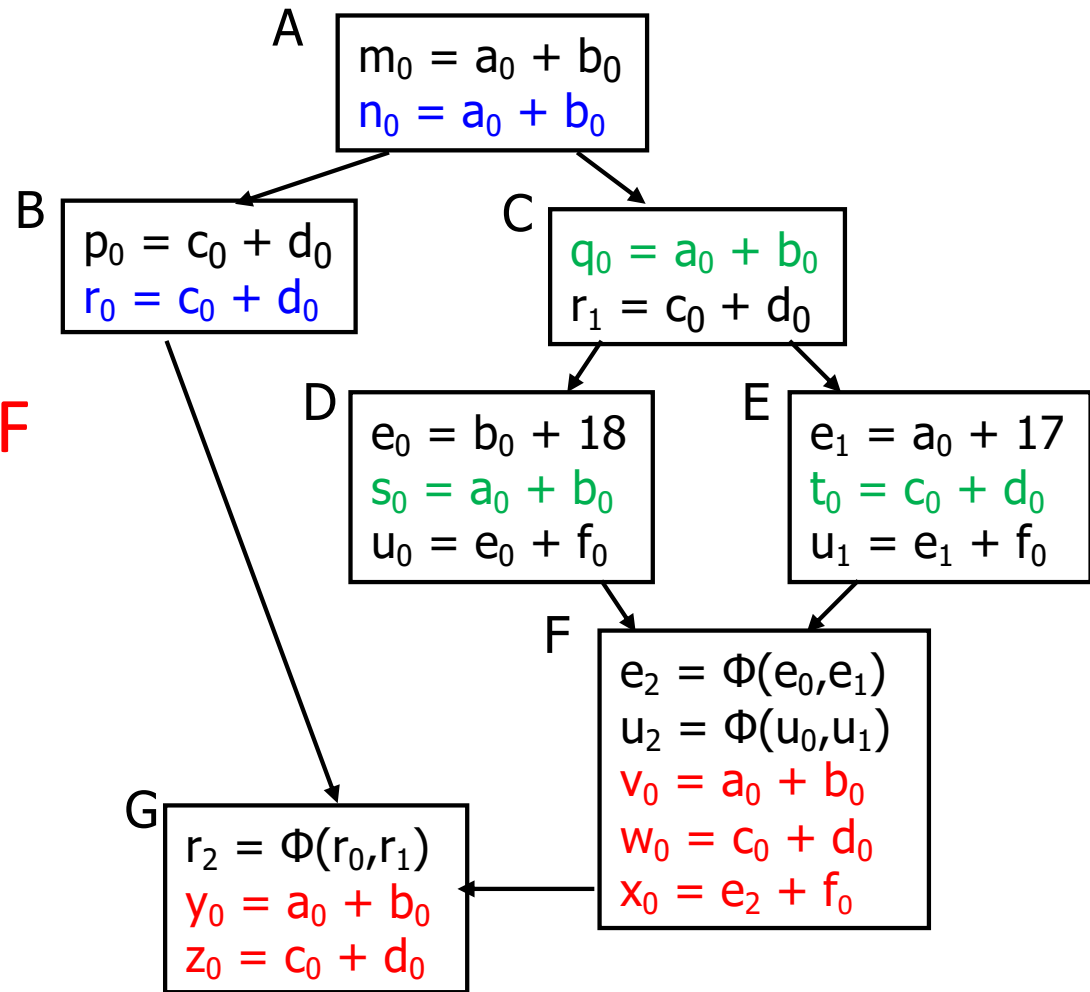 A
m₀ = a₀ + b₀
n₀ = a₀ + b₀
B
p₀ = c₀ + d₀
r₀ = c₀ + d₀
C
q₀ = a₀ + b₀
r₁ = c₀ + d₀
F
D
e₀ = b₀ + 18
s₀ = a₀ + b₀
u₀ = e₀ + f₀
E
e₁ = a₀ + 17
t₀ = c₀ + d₀
u₁ = e₁ + f₀
F
e₂ = Φ(e₀,e₁)
u₂ = Φ(u₀,u₁)
v₀ = a₀ + b₀
w₀ = c₀ + d₀
x₀ = e₂ + f₀
G
r₂ = Φ(r₀,r₁)
y₀ = a₀ + b₀
z₀ = c₀ + d₀